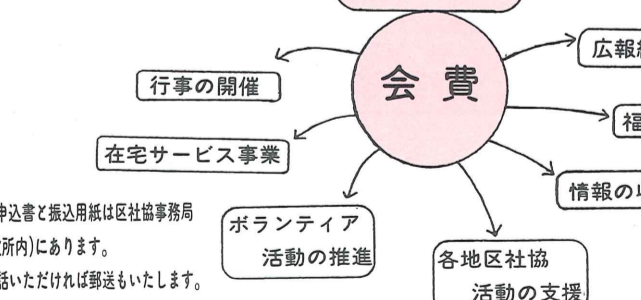 会費
行事の開催
在宅サービス事業
ボランティア
活動の推進
各地区社協
活動の支援
情報の
広報
福
申込書と振込用紙は区社協事務局
所内)にあります。
話いただければ郵送もいたします。